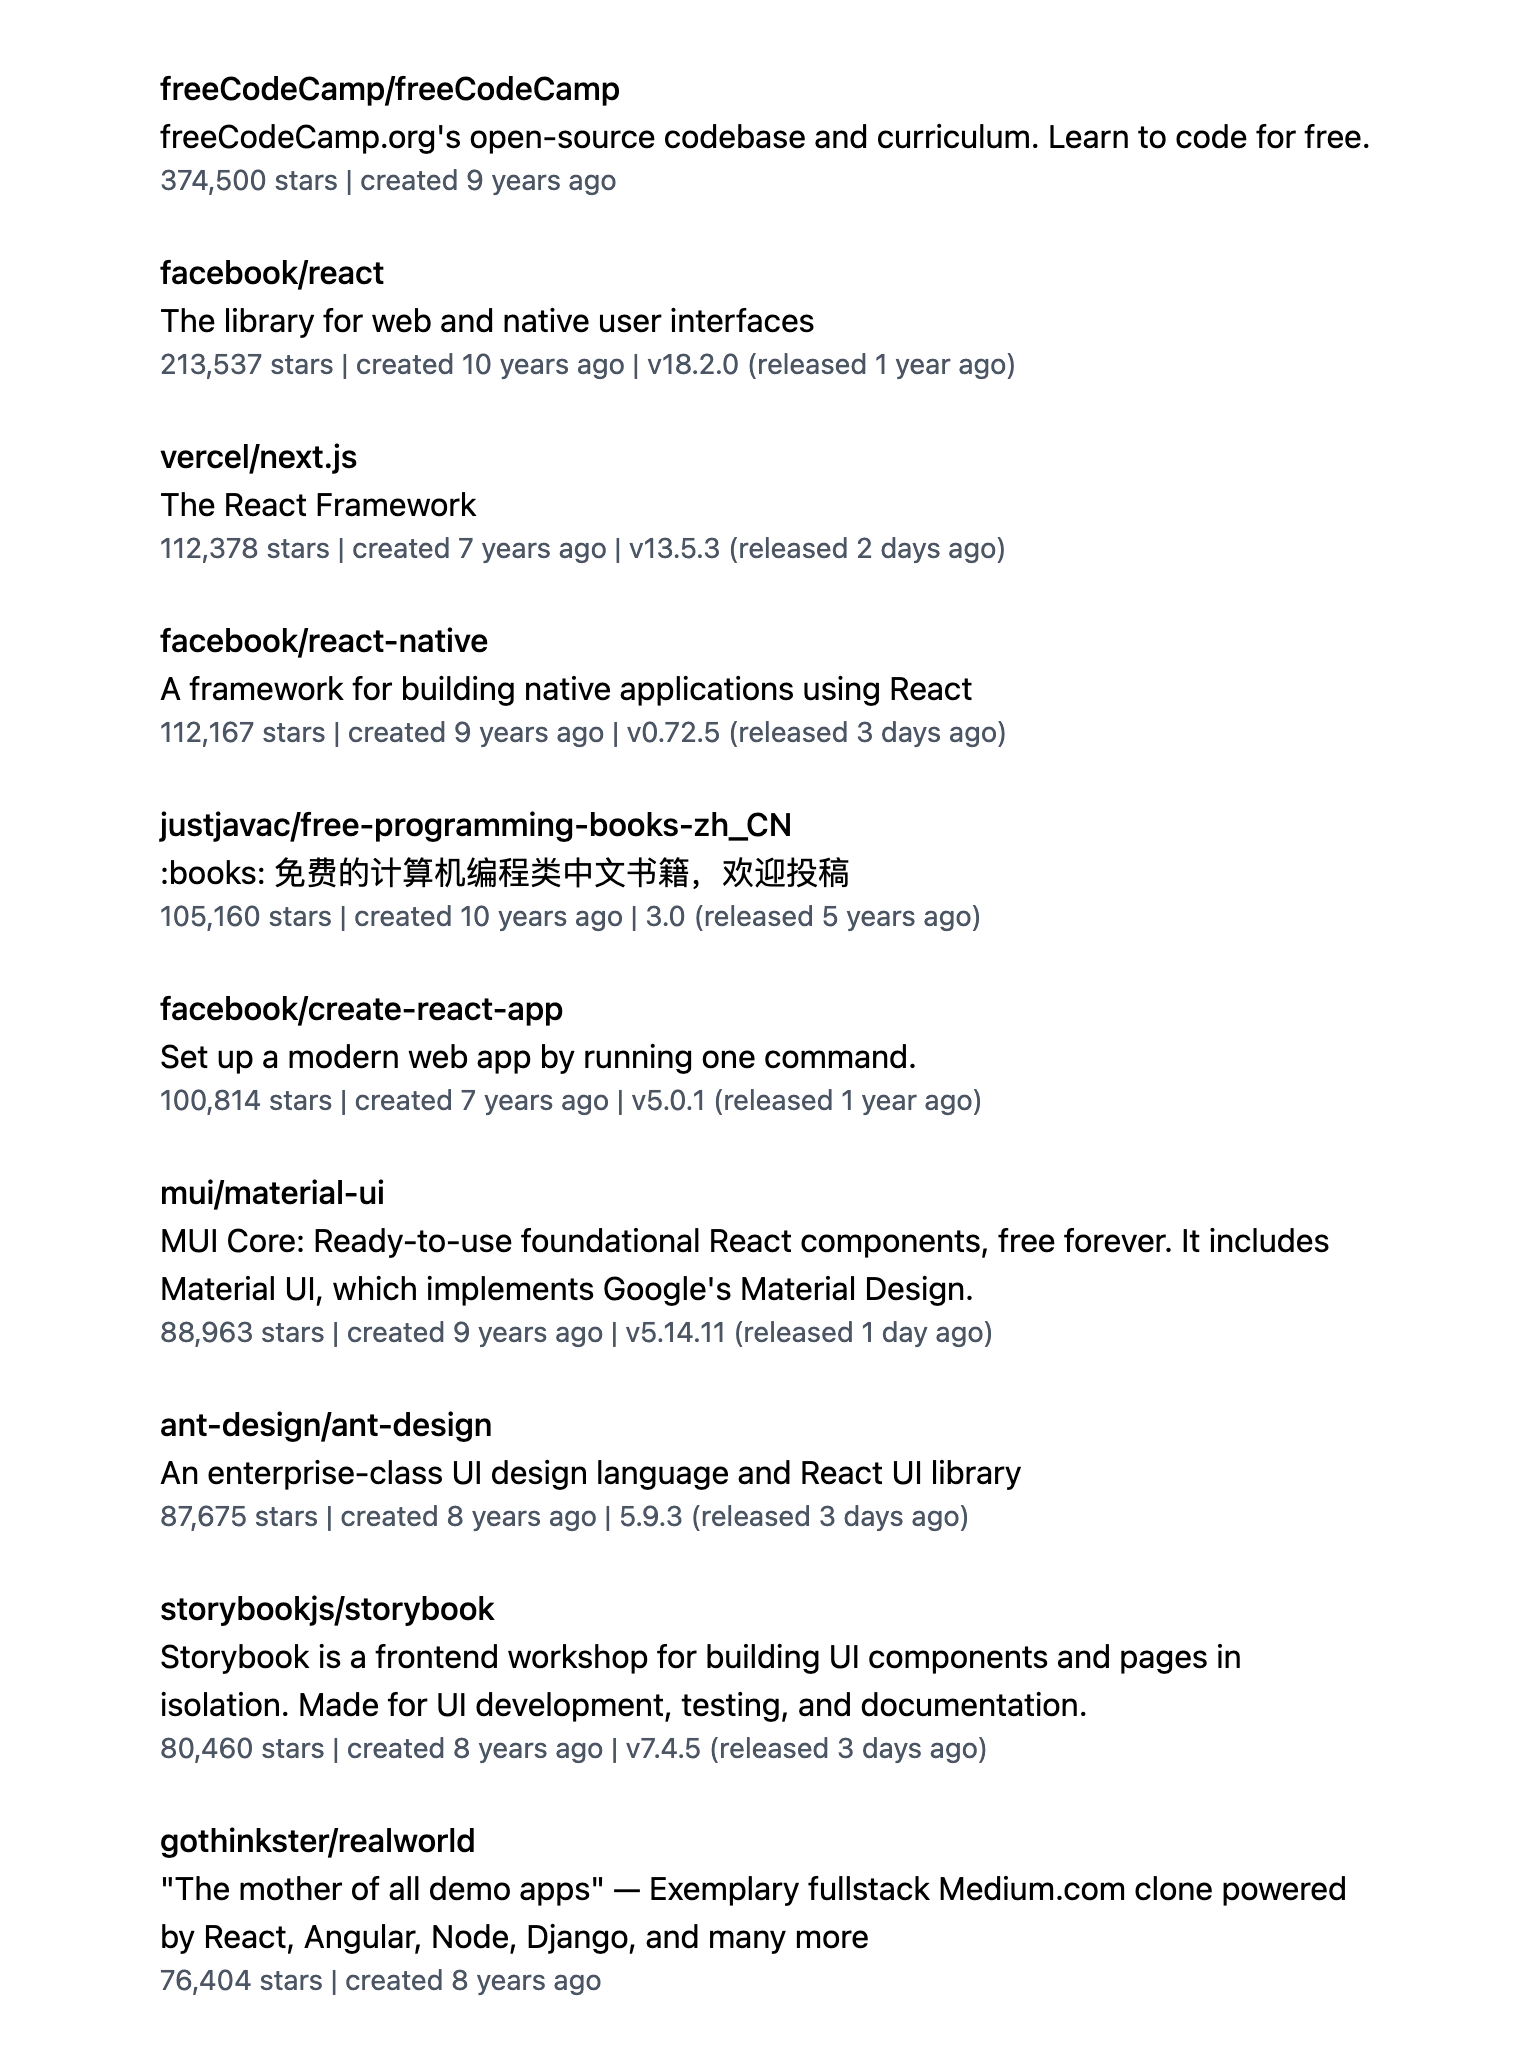 freeCodeCamp/freeCodeCamp
freeCodeCamp.org's open-source codebase and curriculum. Learn to code for free.
374,500 stars | created 9 years ago
facebook/react
The library for web and native user interfaces
213,537 stars | created 10 years ago | v18.2.0 (released 1 year ago)
vercel/next.js
The React Framework
112,378 stars | created 7 years ago | v13.5.3 (released 2 days ago)
facebook/react-native
A framework for building native applications using React
112,167 stars | created 9 years ago | v0.72.5 (released 3 days ago)
justjavac/free-programming-books-zh_CN
:books: 免费的计算机编程类中文书籍，欢迎投稿
105,160 stars | created 10 years ago | 3.0 (released 5 years ago)
facebook/create-react-app
Set up a modern web app by running one command.
100,814 stars | created 7 years ago | v5.0.1 (released 1 year ago)
mui/material-ui
MUI Core: Ready-to-use foundational React components, free forever. It includes
Material UI, which implements Google's Material Design.
88,963 stars | created 9 years ago | v5.14.11 (released 1 day ago)
ant-design/ant-design
An enterprise-class UI design language and React UI library
87,675 stars | created 8 years ago | 5.9.3 (released 3 days ago)
storybookjs/storybook
Storybook is a frontend workshop for building UI components and pages in
isolation. Made for UI development, testing, and documentation.
80,460 stars | created 8 years ago | v7.4.5 (released 3 days ago)
gothinkster/realworld
"The mother of all demo apps" — Exemplary fullstack Medium.com clone powered
by React, Angular, Node, Django, and many more
76,404 stars | created 8 years ago